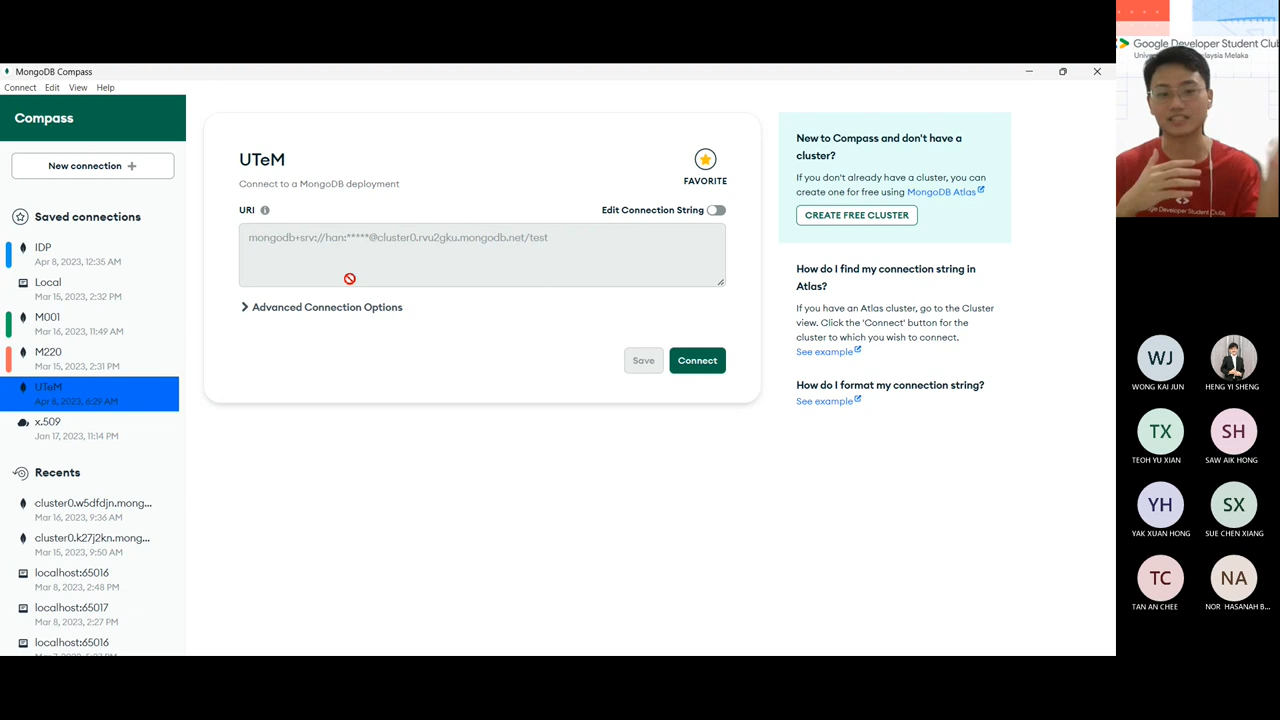 MongoDB Compass
Connect Edit View Help
Compass
New connection
Saved connections
IDP
Apr 8, 2023, 12:35 AM
Local
Mar 15, 2023, 2:32 PM
M001
Mar 16, 2023, 11:49 AM
M220
Mar 15, 2023, 2:31 PM
UTeM
Apr 6, 2023, 6:29 AM
x.509
Jan 17, 2023, 11:14 PM
Recents
cluster0.w5dfdjn.mong...
Mar 16, 2023, 9:36 AM
cluster0.k27j2kn.mong...
Mar 15, 2023, 9:50 AM
localhost:65016
Mar 8, 2023, 2:48 PM
localhost:65017
Mar 8, 2023, 2:27 PM
localhost:65016
UTeM
Connect to a MongoDB deployment
FAVORITE
URI
Edit Connection String
mongodb+srv://han:*****@cluster0.rvu2gku.mongodb.net/test
Advanced Connection Options
Save
Connect
New to Compass and don't have a
cluster?
If you don't already have a cluster, you can
create one for free using MongoDB Atlas
CREATE FREE CLUSTER
How do I find my connection string in
Atlas?
If you have an Atlas cluster, go to the Cluster
view. Click the 'Connect' button for the
cluster to which you wish to connect.
See example
How do I format my connection string?
See example
Google Developer Student Clu
Melaka
WJ
WONG KAI JUN
HENG YI SHENG
TX
TEOH YU XIAN
SH
SAW AIK HONG
YH
YAK XUAN HONG
SX
SUE CHEN XIANG
TC
TAN AN CHEE
NA
NOR HASANAH B...